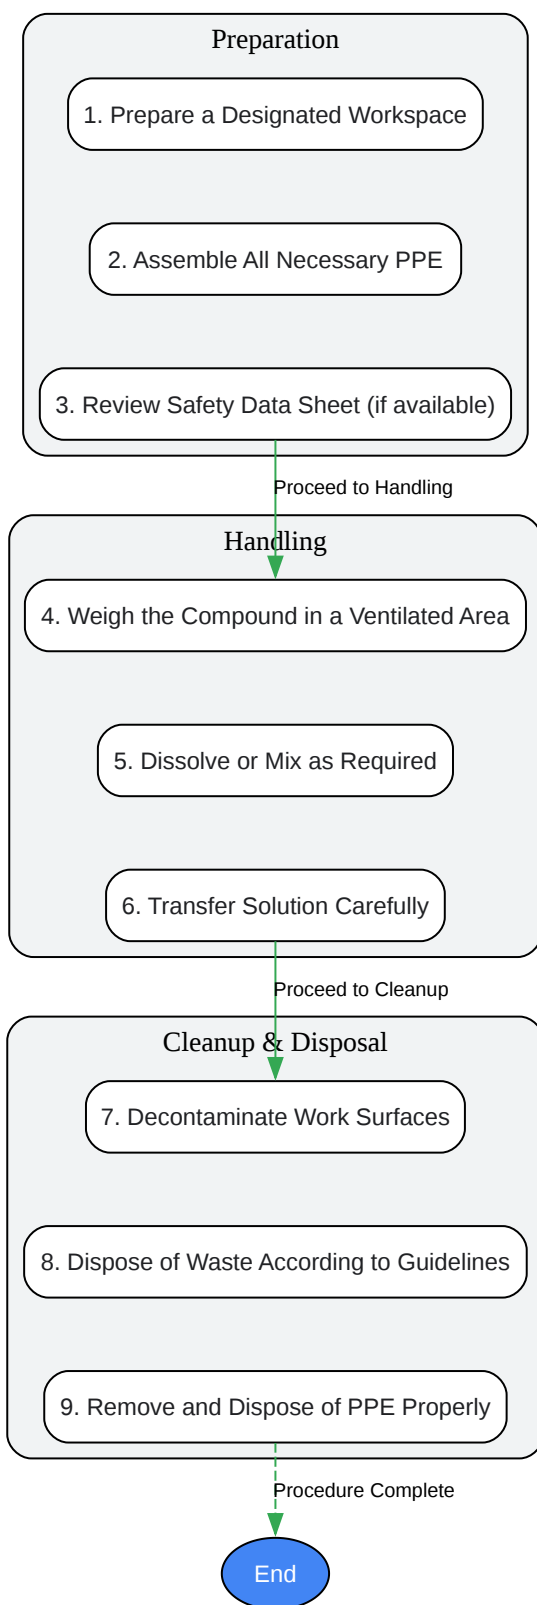 Preparation
1. Prepare a Designated Workspace
2. Assemble All Necessary PPE
3. Review Safety Data Sheet (if available)
Proceed to Handling
Handling
4. Weigh the Compound in a Ventilated Area
5. Dissolve or Mix as Required
6. Transfer Solution Carefully
Proceed to Cleanup
Cleanup & Disposal
7. Decontaminate Work Surfaces
8. Dispose of Waste According to Guidelines
9. Remove and Dispose of PPE Properly
Procedure Complete
End